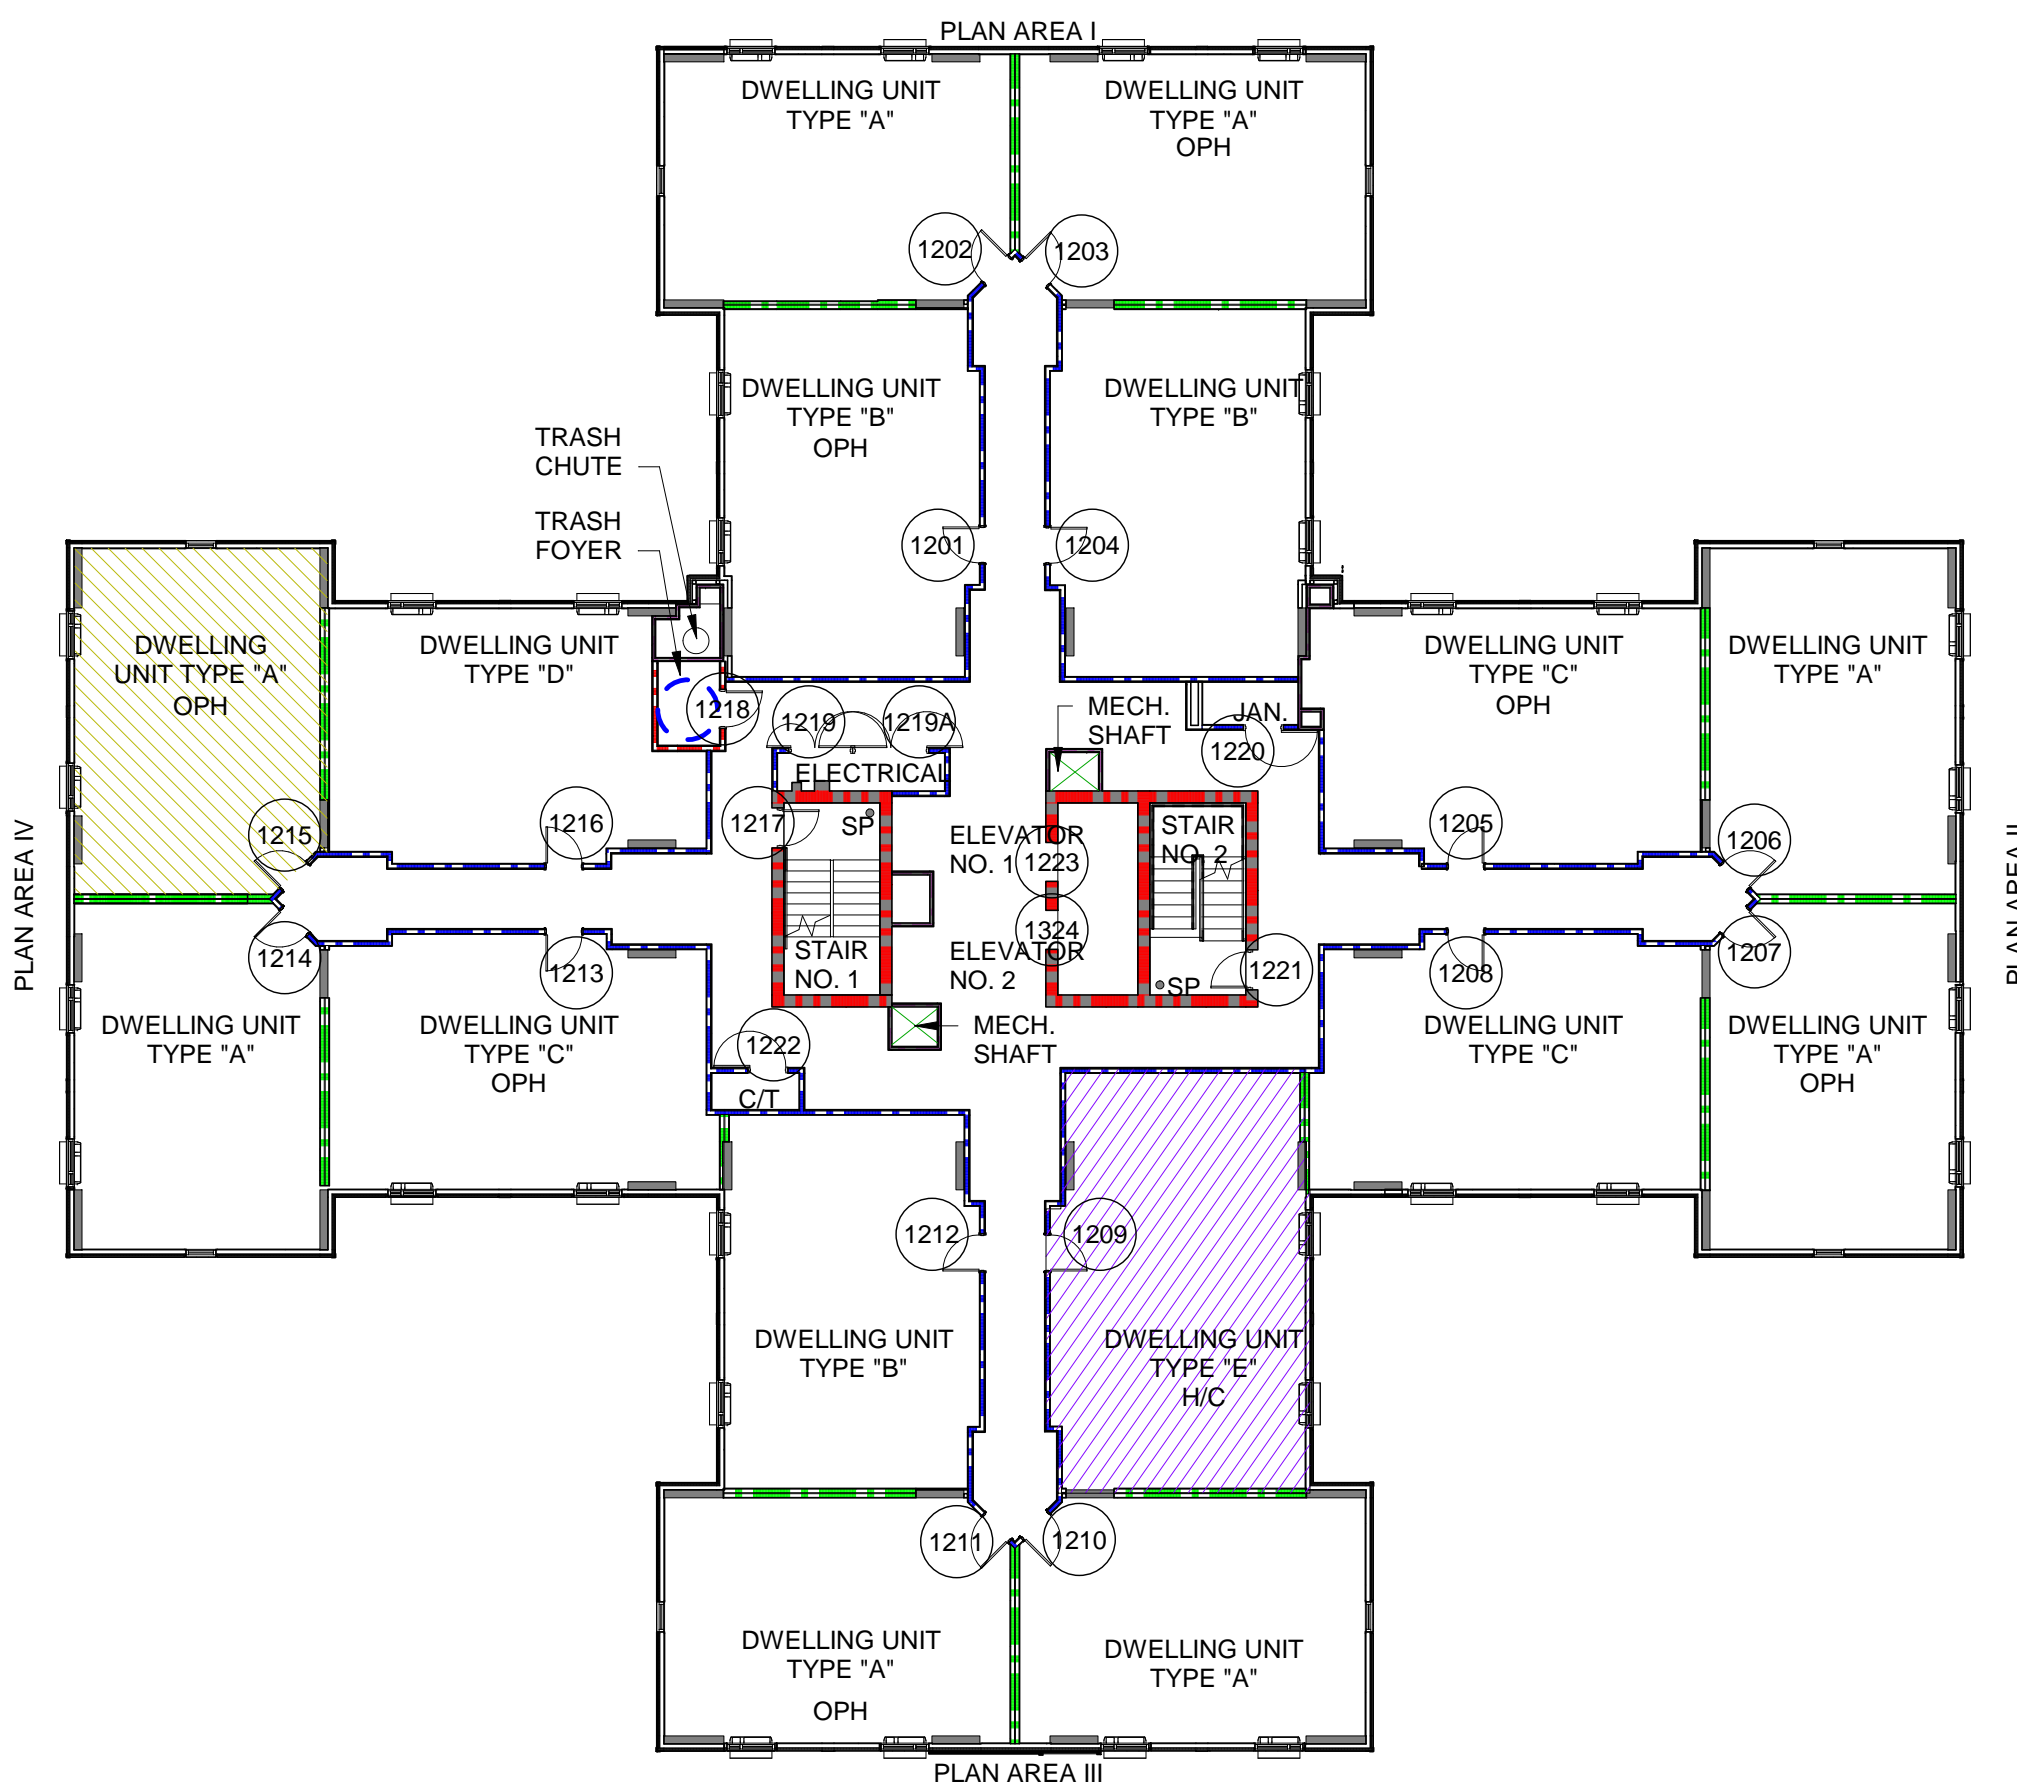 PLAN AREA I
DWELLING UNIT
TYPE "A"
DWELLING UNIT
TYPE "A"
OPH
1202
1203
DWELLING UNIT
TYPE "B"
OPH
DWELLING UNIT
TYPE "B"
TRASH
CHUTE
TRASH
FOYER
1201
1204
DWELLING
UNIT TYPE "A"
OPH
DWELLING UNIT
TYPE "D"
DWELLING UNIT
TYPE "C"
OPH
DWELLING UNIT
TYPE "A"
1218
1219
1219A
MECH.
SHAFT
JAN.
1220
ELECTRICAL
1215
1216
1217
SP
ELEVATOR
NO. 1
1223
STAIR
NO. 2
1205
1206
PLAN AREA IV
PLAN AREA II
1324
ELEVATOR
NO. 2
STAIR
NO. 1
SP
1221
1214
1213
1208
1207
DWELLING UNIT
TYPE "A"
DWELLING UNIT
TYPE "C"
OPH
1222
C/T
MECH.
SHAFT
DWELLING UNIT
TYPE "C"
DWELLING UNIT
TYPE "A"
OPH
1212
1209
DWELLING UNIT
TYPE "B"
DWELLING UNIT
TYPE "E"
H/C
1211
1210
DWELLING UNIT
TYPE "A"
OPH
DWELLING UNIT
TYPE "A"
PLAN AREA III